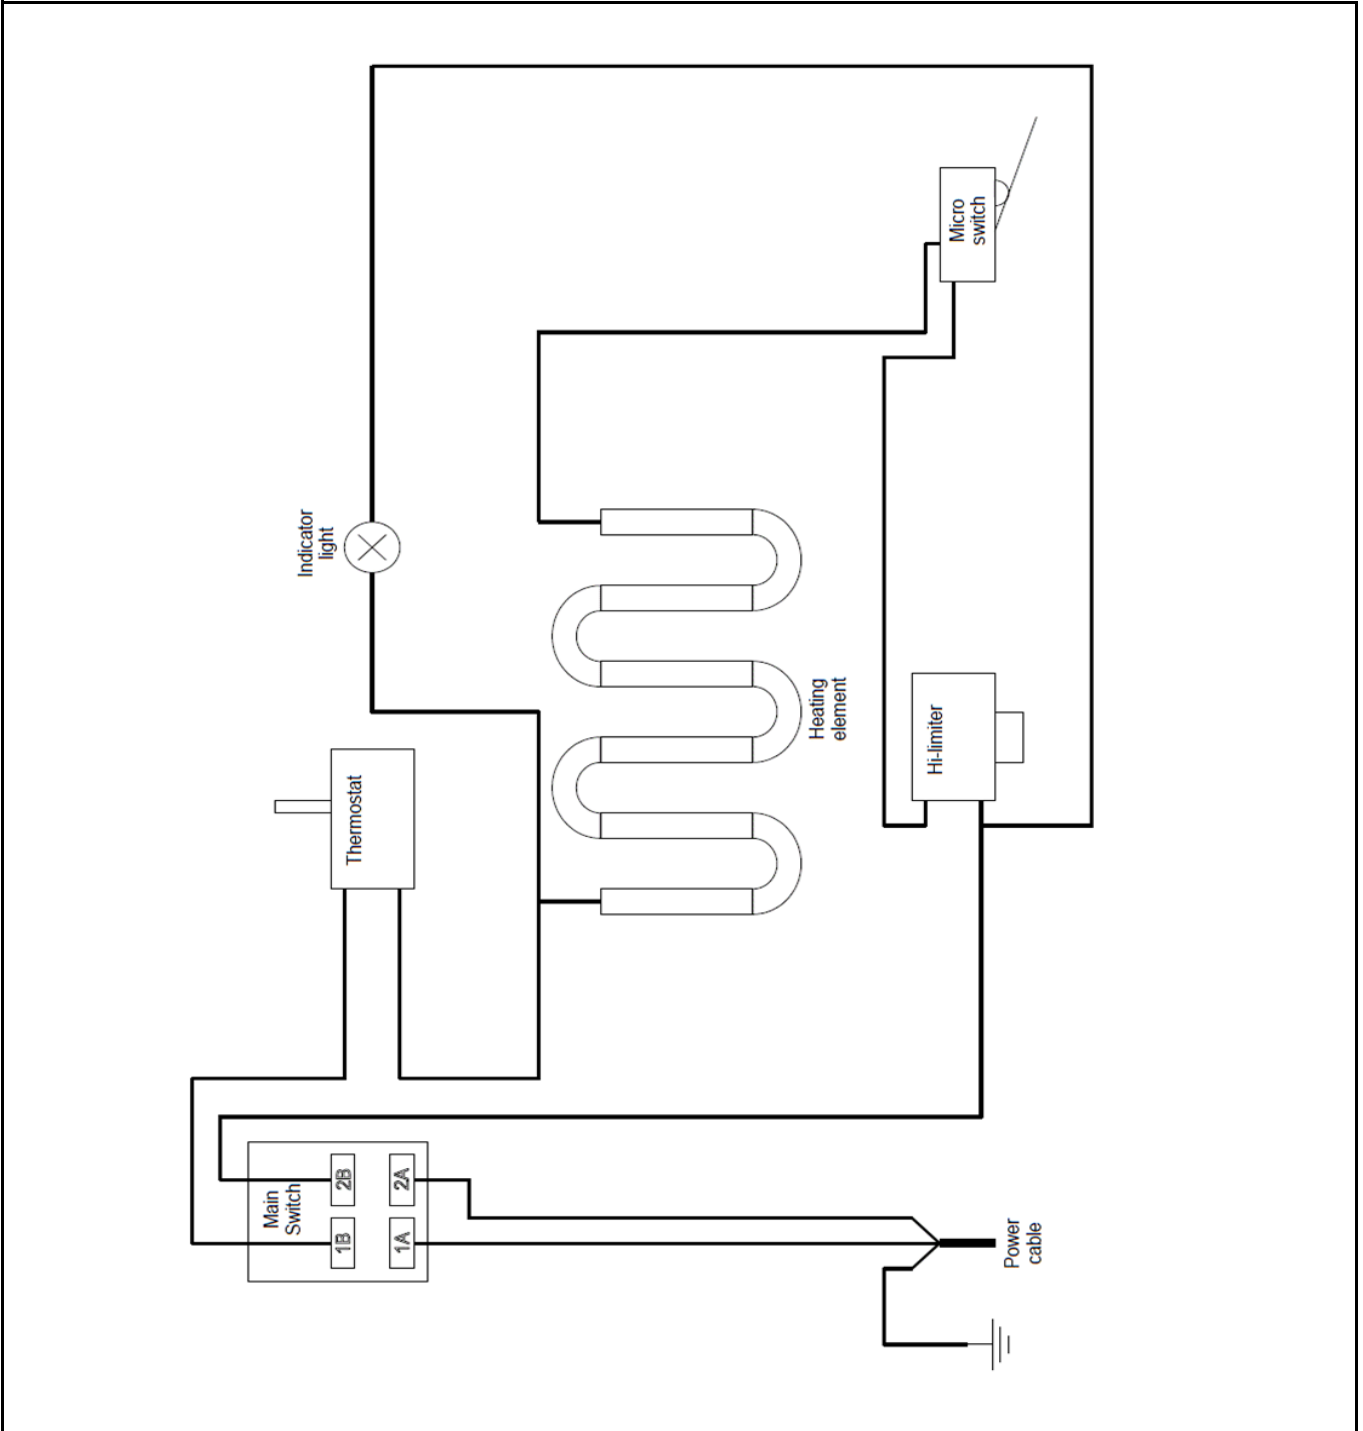 Micro
switch
Indicator
light
Heating
element
Hi-limiter
Thermostat
Main
Switch
2B
2A
1B
1A
Power
cable